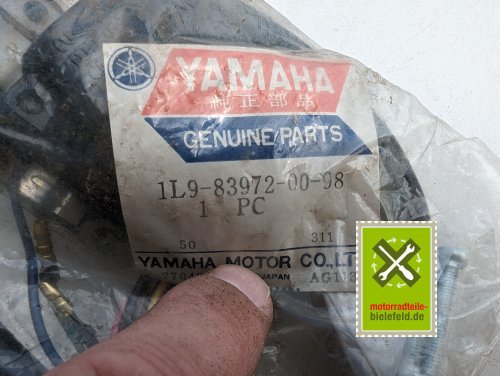 YAMAHA
純正部品
GENUINE PARTS
1L9-83972-00-98
1 PC
50 311
YAMAHA MOTOR CO.,LT
JAPAN
motorradteile-
bielefeld.de